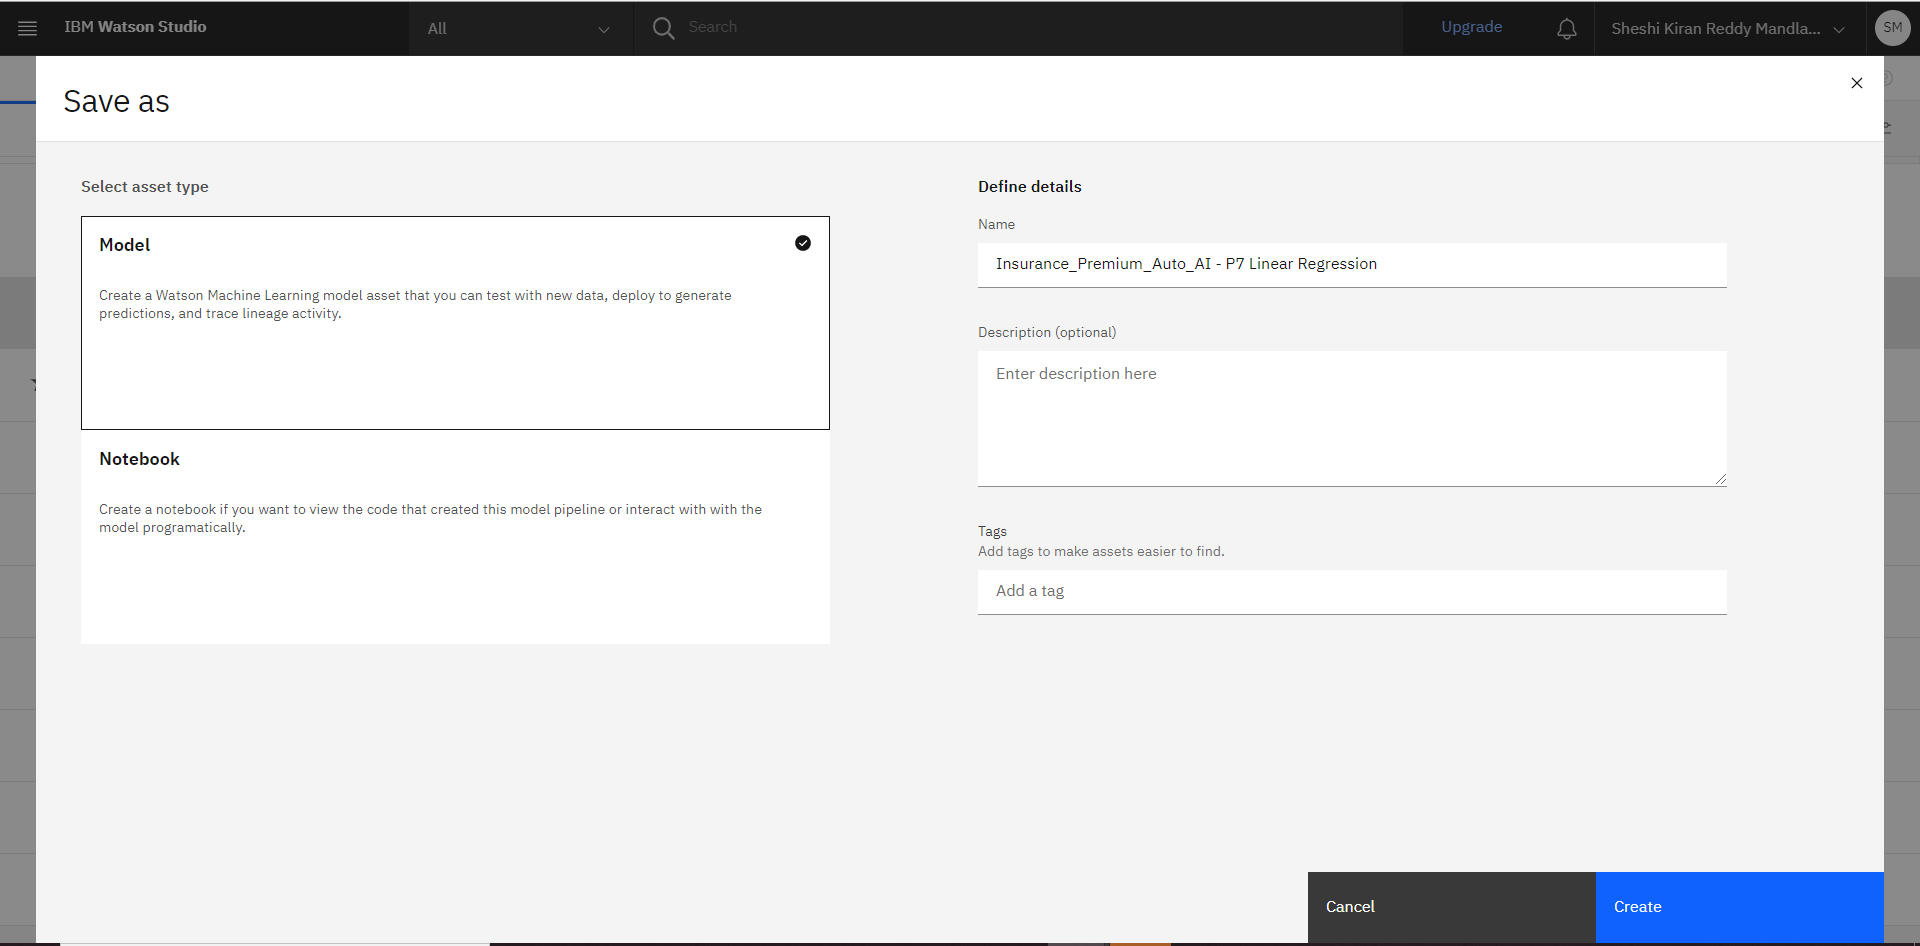 IBM Watson Studio
All
Search
Upgrade
Sheshi Kiran Reddy Mandla...
SM
Save as
Select asset type
Model
Create a Watson Machine Learning model asset that you can test with new data, deploy to generate
predictions, and trace lineage activity.
Notebook
Create a notebook if you want to view the code that created this model pipeline or interact with with the
model programatically.
Define details
Name
Insurance_Premium_Auto_AI - P7 Linear Regression
Description (optional)
Enter description here
Tags
Add tags to make assets easier to find.
Add a tag
Cancel
Create